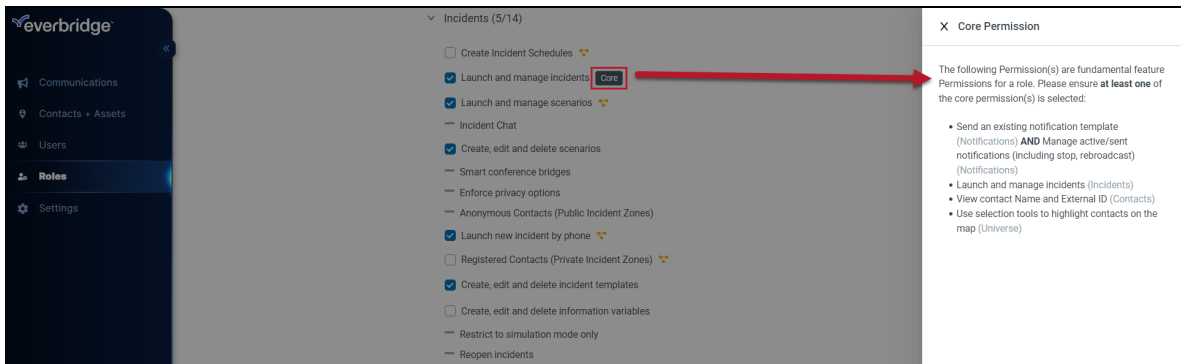 everbridge
Communications
Contacts + Assets
Users
Roles
Settings
Incidents (5/14)
Create Incident Schedules
Launch and manage incidents Core
Launch and manage scenarios
Incident Chat
Create, edit and delete scenarios
Smart conference bridges
Enforce privacy options
Anonymous Contacts (Public Incident Zones)
Launch new incident by phone
Registered Contacts (Private Incident Zones)
Create, edit and delete incident templates
Create, edit and delete information variables
Restrict to simulation mode only
Reopen incidents
X Core Permission
The following Permission(s) are fundamental feature
Permissions for a role. Please ensure at least one of
the core permission(s) is selected:
• Send an existing notification template
(Notifications) AND Manage active/sent
notifications (including stop, rebroadcast)
(Notifications)
• Launch and manage incidents (Incidents)
• View contact Name and External ID (Contacts)
• Use selection tools to highlight contacts on the
map (Universe)